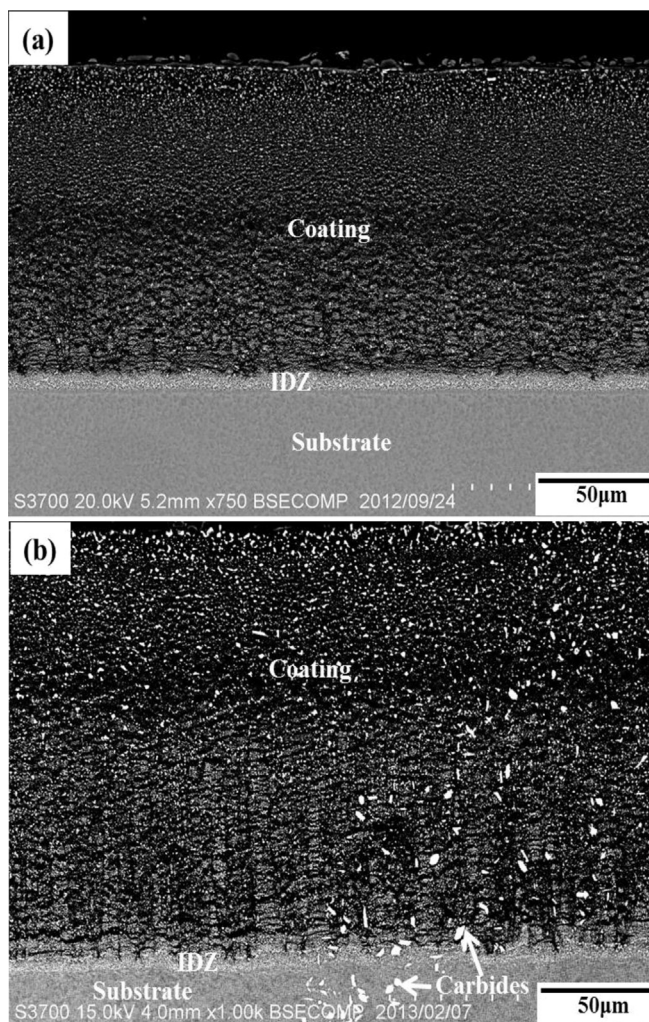 (a)
Coating
IDZ
Substrate
50μm
S3700 20.0kV 5.2mm x750 BSECOMP 2012/09/24
(b)
Coating
IDZ
Carbides
Substrate
50μm
S3700 15.0kV 4.0mm x1.00k BSECOMP 2013/02/07